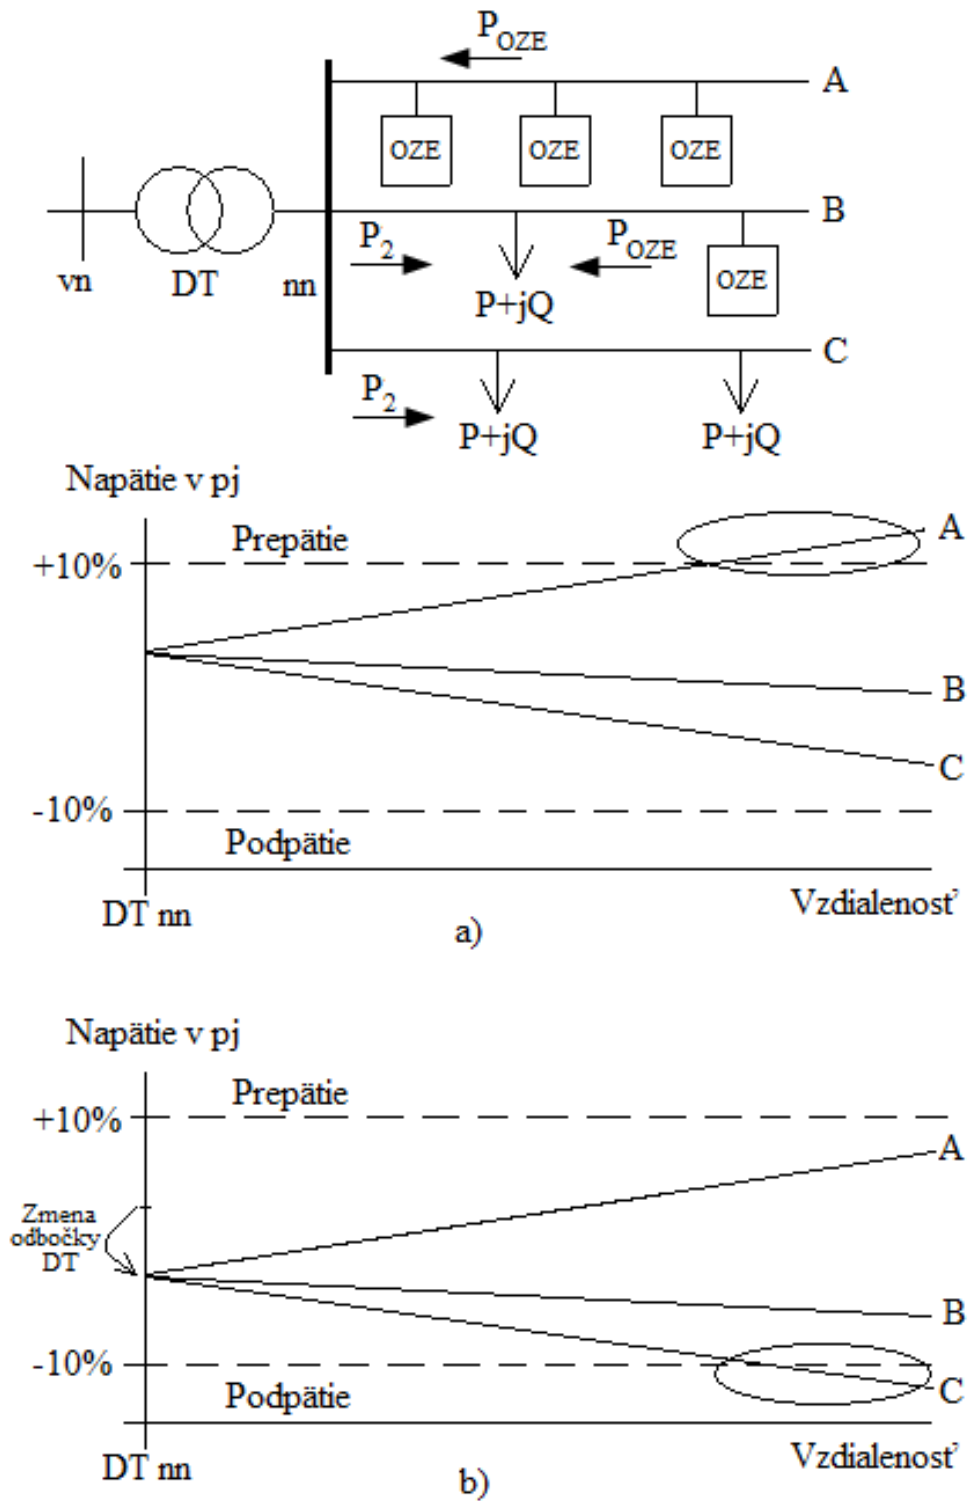 P_OZE
A
OZE OZE OZE
B
P_2 P_OZE
vn DT nn OZE
P+jQ
C
P_2
P+jQ P+jQ
Napätie v pj
Prepätie
A
+10%
B
C
-10%
Podpätie
DT nn
Vzdialenosť
a)
Napätie v pj
Prepätie
+10%
A
Zmena
odbočky
DT
B
-10%
C
Podpätie
DT nn
Vzdialenosť
b)